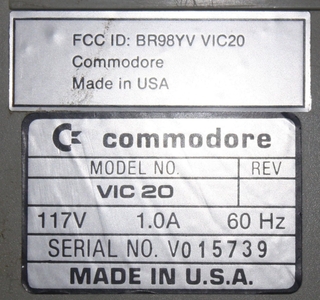 FCC ID: BR98YV VIC20
Commodore
Made in USA
commodore
MODEL NO. REV
VIC 20
117V 1.0A 60 Hz
SERIAL NO. V015739
MADE IN U.S.A.